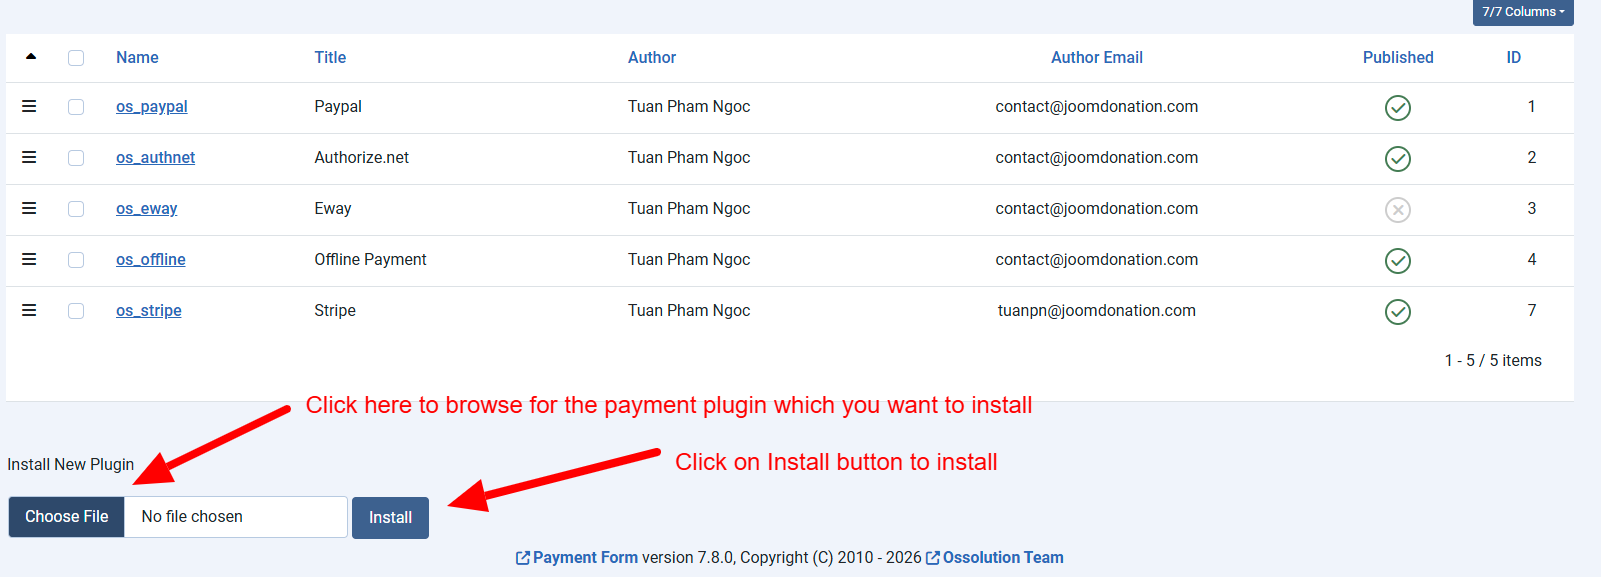 7/7 Columns
Name Title Author Author Email Published ID
os_paypal Paypal Tuan Pham Ngoc contact@joomdonation.com 1
os_authnet Authorize.net Tuan Pham Ngoc contact@joomdonation.com 2
os_eway Eway Tuan Pham Ngoc contact@joomdonation.com 3
os_offline Offline Payment Tuan Pham Ngoc contact@joomdonation.com 4
os_stripe Stripe Tuan Pham Ngoc tuanpn@joomdonation.com 7
1 - 5 / 5 items
Click here to browse for the payment plugin which you want to install
Install New Plugin
Click on Install button to install
Choose File No file chosen Install
Payment Form version 7.8.0, Copyright (C) 2010 - 2026 Ossolution Team